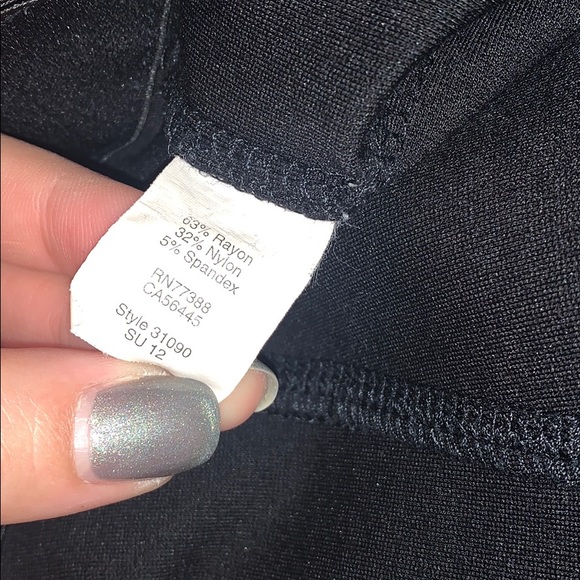 63% Rayon
32% Nylon
5% Spandex
RN77388
CA56445
Style 31090
SU 12